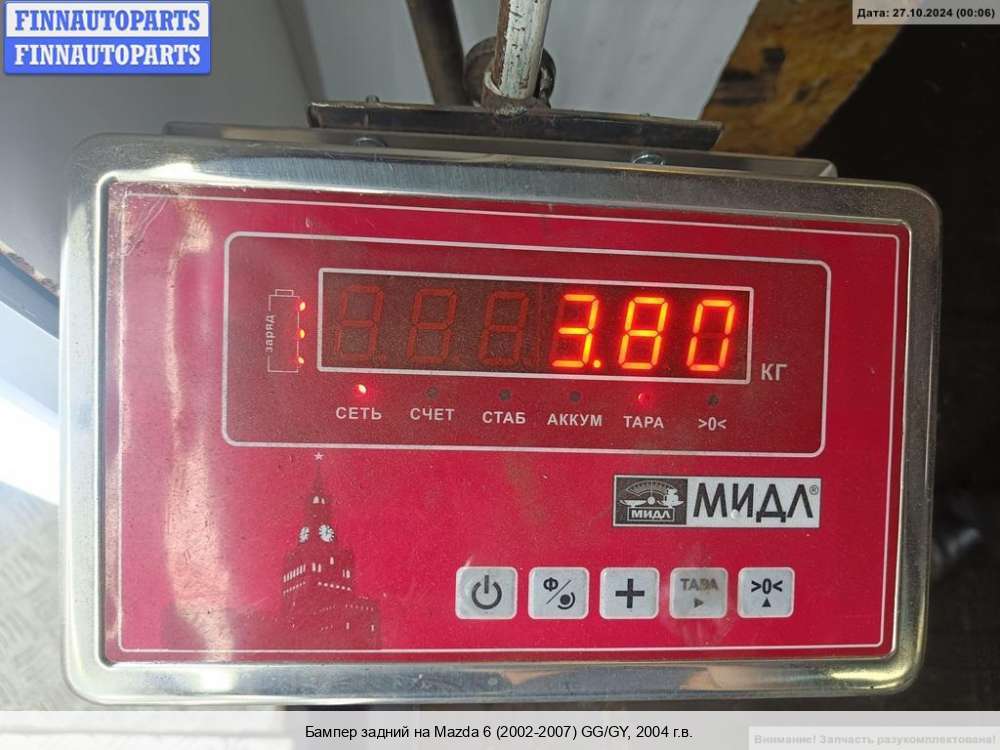 FINNAUTOPARTS
FINNAUTOPARTS
Дата: 27.10.2024 (00:06)
заряд
3.80
КГ
СЕТЬ СЧЕТ СТАБ АККУМ ТАРА >0<
МИДЛ МИДЛ®
Ф
ТАРА >0<
Бампер задний на Mazda 6 (2002-2007) GG/GY, 2004 г.в.
Внимание! Запчасть разукомплектована!